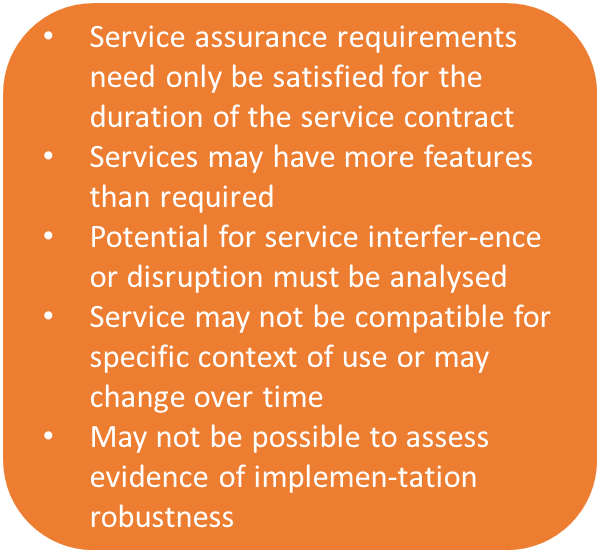 • Service assurance requirements
need only be satisfied for the
duration of the service contract
• Services may have more features
than required
• Potential for service interfer-ence
or disruption must be analysed
• Service may not be compatible for
specific context of use or may
change over time
• May not be possible to assess
evidence of implemen-tation
robustness